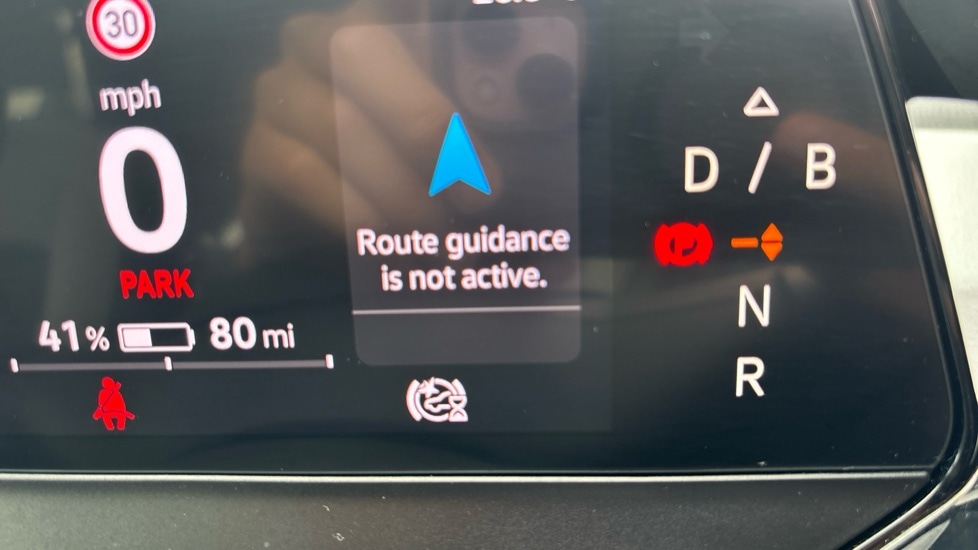 30
mph
0
PARK
41% 80 mi
Route guidance
is not active.
D / B
P
N
R